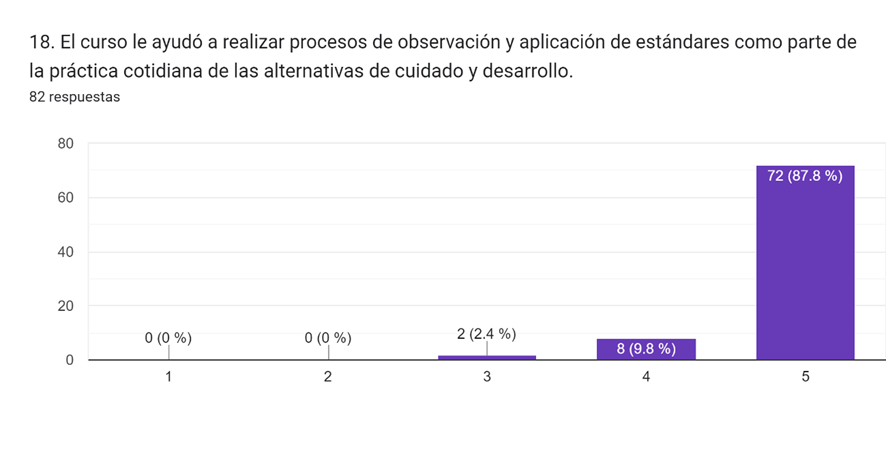 18. El curso le ayudó a realizar procesos de observación y aplicación de estándares como parte de
la práctica cotidiana de las alternativas de cuidado y desarrollo.
82 respuestas
80
60
40
20
0
0 (0 %)
0 (0 %)
2 (2.4 %)
8 (9.8 %)
72 (87.8 %)
1
2
3
4
5